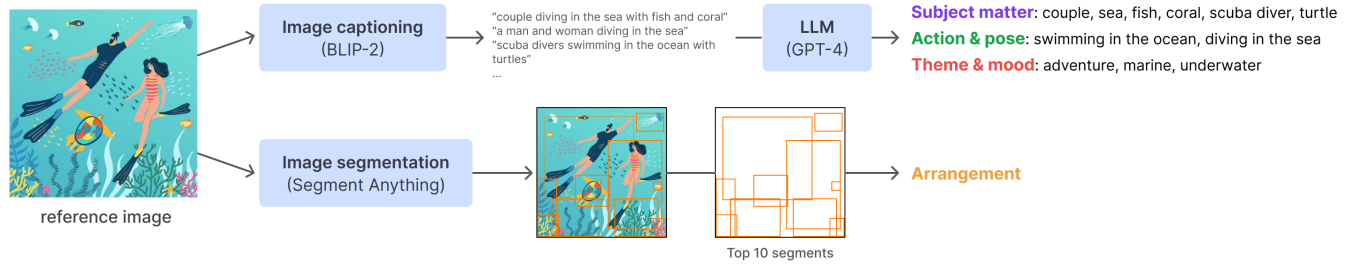 reference image
Image captioning
(BLIP-2)
"couple diving in the sea with fish and coral"
"a man and woman diving in the sea"
"scuba divers swimming in the ocean with
turtles"
...
LLM
(GPT-4)
Subject matter: couple, sea, fish, coral, scuba diver, turtle
Action & pose: swimming in the ocean, diving in the sea
Theme & mood: adventure, marine, underwater
Image segmentation
(Segment Anything)
Top 10 segments
Arrangement